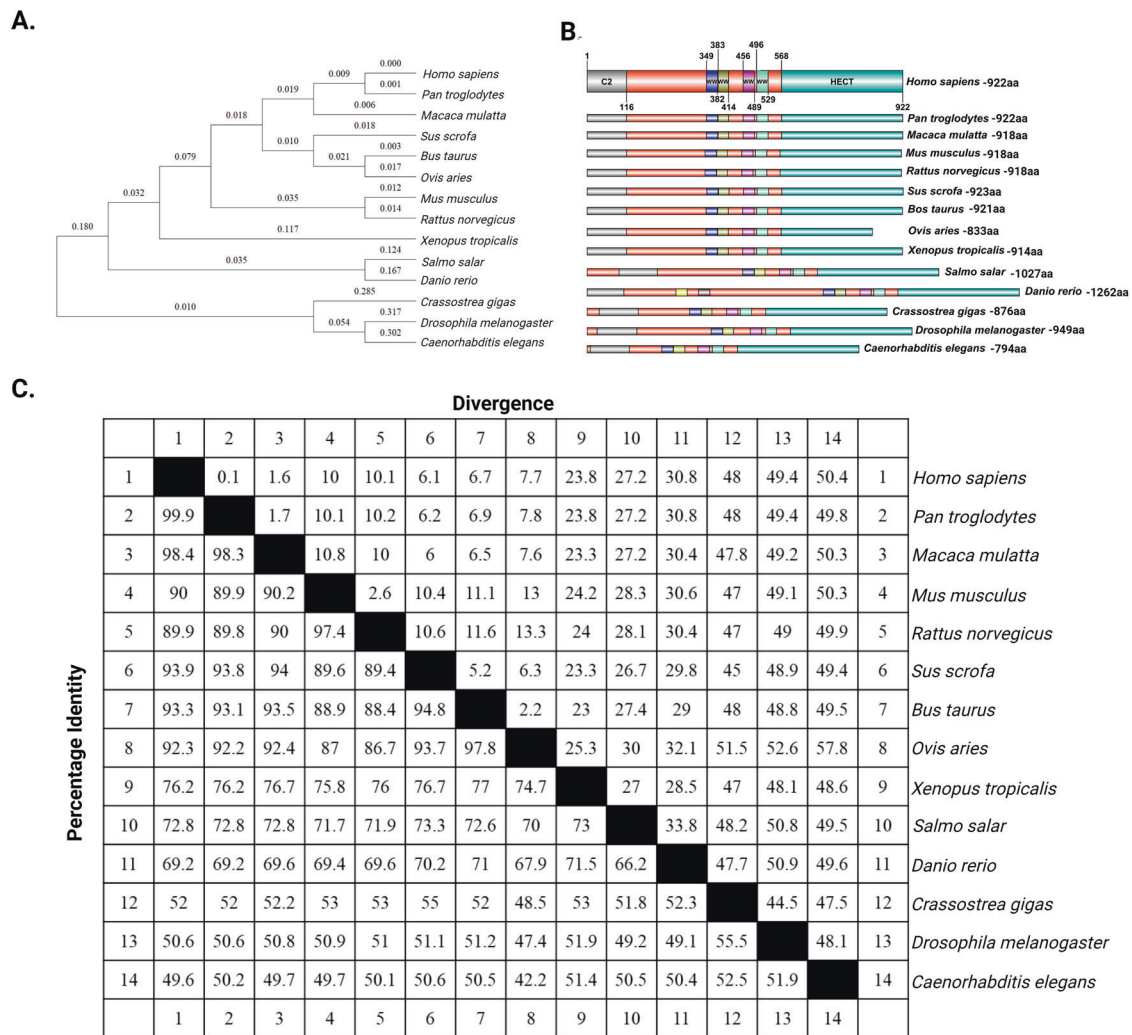 A.
0.000
Homo sapiens
0.009
0.001
Pan troglodytes
0.019
0.006
Macaca mulatta
0.018
0.018
Sus scrofa
0.010
0.003
Bus taurus
0.079
0.021
0.017
Ovis aries
0.012
Mus musculus
0.032
0.035
0.014
Rattus norvegicus
0.180
0.117
Xenopus tropicalis
0.124
Salmo salar
0.035
0.167
Danio rerio
0.285
Crassostrea gigas
0.010
0.317
Drosophila melanogaster
0.054
0.302
Caenorhabditis elegans
B.
1 349 383 456 496 568
C2 WW WW WW WW HECT Homo sapiens -922aa
116 382 414 489 529 922
Pan troglodytes -922aa
Macaca mulatta -918aa
Mus musculus -918aa
Rattus norvegicus -918aa
Sus scrofa -923aa
Bos taurus -921aa
Ovis aries -833aa
Xenopus tropicalis -914aa
Salmo salar -1027aa
Danio rerio -1262aa
Crassostrea gigas -876aa
Drosophila melanogaster -949aa
Caenorhabditis elegans -794aa
C.
Divergence
Percentage Identity
1 2 3 4 5 6 7 8 9 10 11 12 13 14
1 0.1 1.6 10 10.1 6.1 6.7 7.7 23.8 27.2 30.8 48 49.4 50.4 1 Homo sapiens
2 99.9 1.7 10.1 10.2 6.2 6.9 7.8 23.8 27.2 30.8 48 49.4 49.8 2 Pan troglodytes
3 98.4 98.3 10.8 10 6 6.5 7.6 23.3 27.2 30.4 47.8 49.2 50.3 3 Macaca mulatta
4 90 89.9 90.2 2.6 10.4 11.1 13 24.2 28.3 30.6 47 49.1 50.3 4 Mus musculus
5 89.9 89.8 90 97.4 10.6 11.6 13.3 24 28.1 30.4 47 49 49.9 5 Rattus norvegicus
6 93.9 93.8 94 89.6 89.4 5.2 6.3 23.3 26.7 29.8 45 48.9 49.4 6 Sus scrofa
7 93.3 93.1 93.5 88.9 88.4 94.8 2.2 23 27.4 29 48 48.8 49.5 7 Bus taurus
8 92.3 92.2 92.4 87 86.7 93.7 97.8 25.3 30 32.1 51.5 52.6 57.8 8 Ovis aries
9 76.2 76.2 76.7 75.8 76 76.7 77 74.7 27 28.5 47 48.1 48.6 9 Xenopus tropicalis
10 72.8 72.8 72.8 71.7 71.9 73.3 72.6 70 73 33.8 48.2 50.8 49.5 10 Salmo salar
11 69.2 69.2 69.6 69.4 69.6 70.2 71 67.9 71.5 66.2 47.7 50.9 49.6 11 Danio rerio
12 52 52 52.2 53 53 55 52 48.5 53 51.8 52.3 44.5 47.5 12 Crassostrea gigas
13 50.6 50.6 50.8 50.9 51 51.1 51.2 47.4 51.9 49.2 49.1 55.5 48.1 13 Drosophila melanogaster
14 49.6 50.2 49.7 49.7 50.1 50.6 50.5 42.2 51.4 50.5 50.4 52.5 51.9 14 Caenorhabditis elegans
1 2 3 4 5 6 7 8 9 10 11 12 13 14